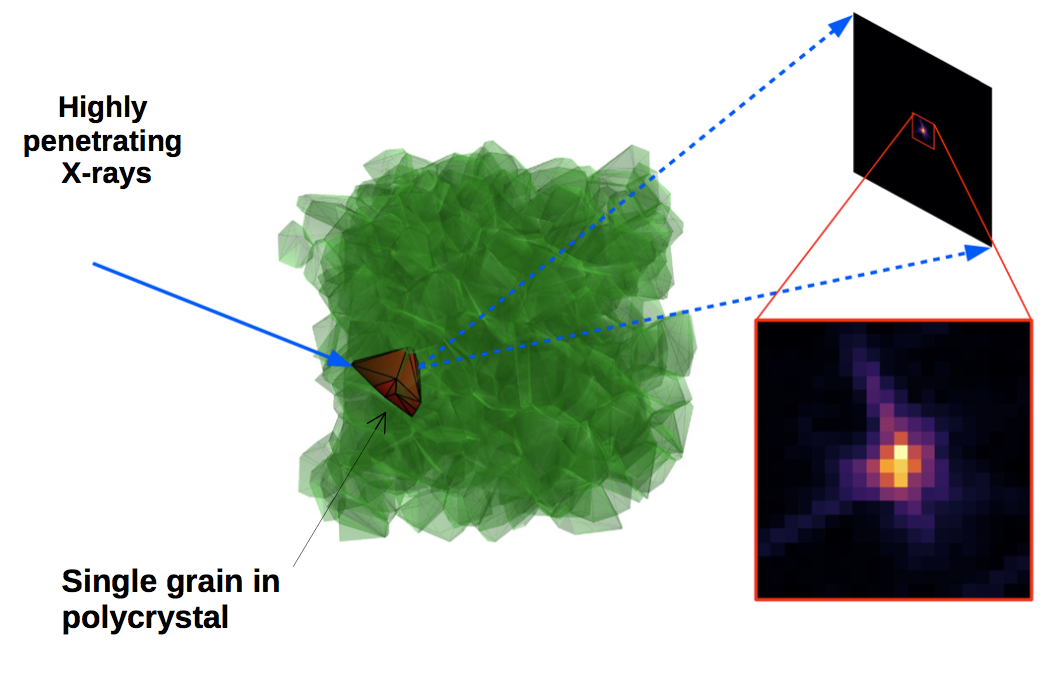 Highly
penetrating
X-rays
Single grain in
polycrystal